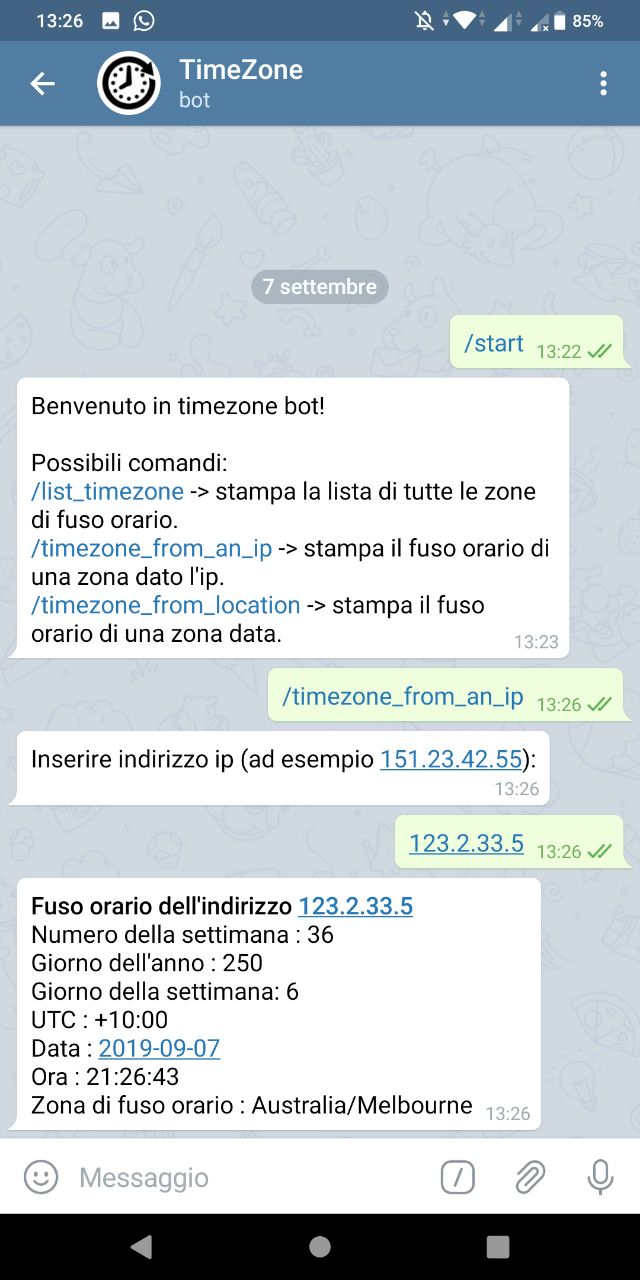 13:26
85%
TimeZone
bot
7 settembre
/start 13:22
Benvenuto in timezone bot!
Possibili comandi:
/list_timezone -> stampa la lista di tutte le zone
di fuso orario.
/timezone_from_an_ip -> stampa il fuso orario di
una zona dato l'ip.
/timezone_from_location -> stampa il fuso
orario di una zona data.
13:23
/timezone_from_an_ip 13:26
Inserire indirizzo ip (ad esempio 151.23.42.55):
13:26
123.2.33.5 13:26
Fuso orario dell'indirizzo 123.2.33.5
Numero della settimana : 36
Giorno dell'anno : 250
Giorno della settimana: 6
UTC : +10:00
Data : 2019-09-07
Ora : 21:26:43
Zona di fuso orario : Australia/Melbourne 13:26
Messaggio